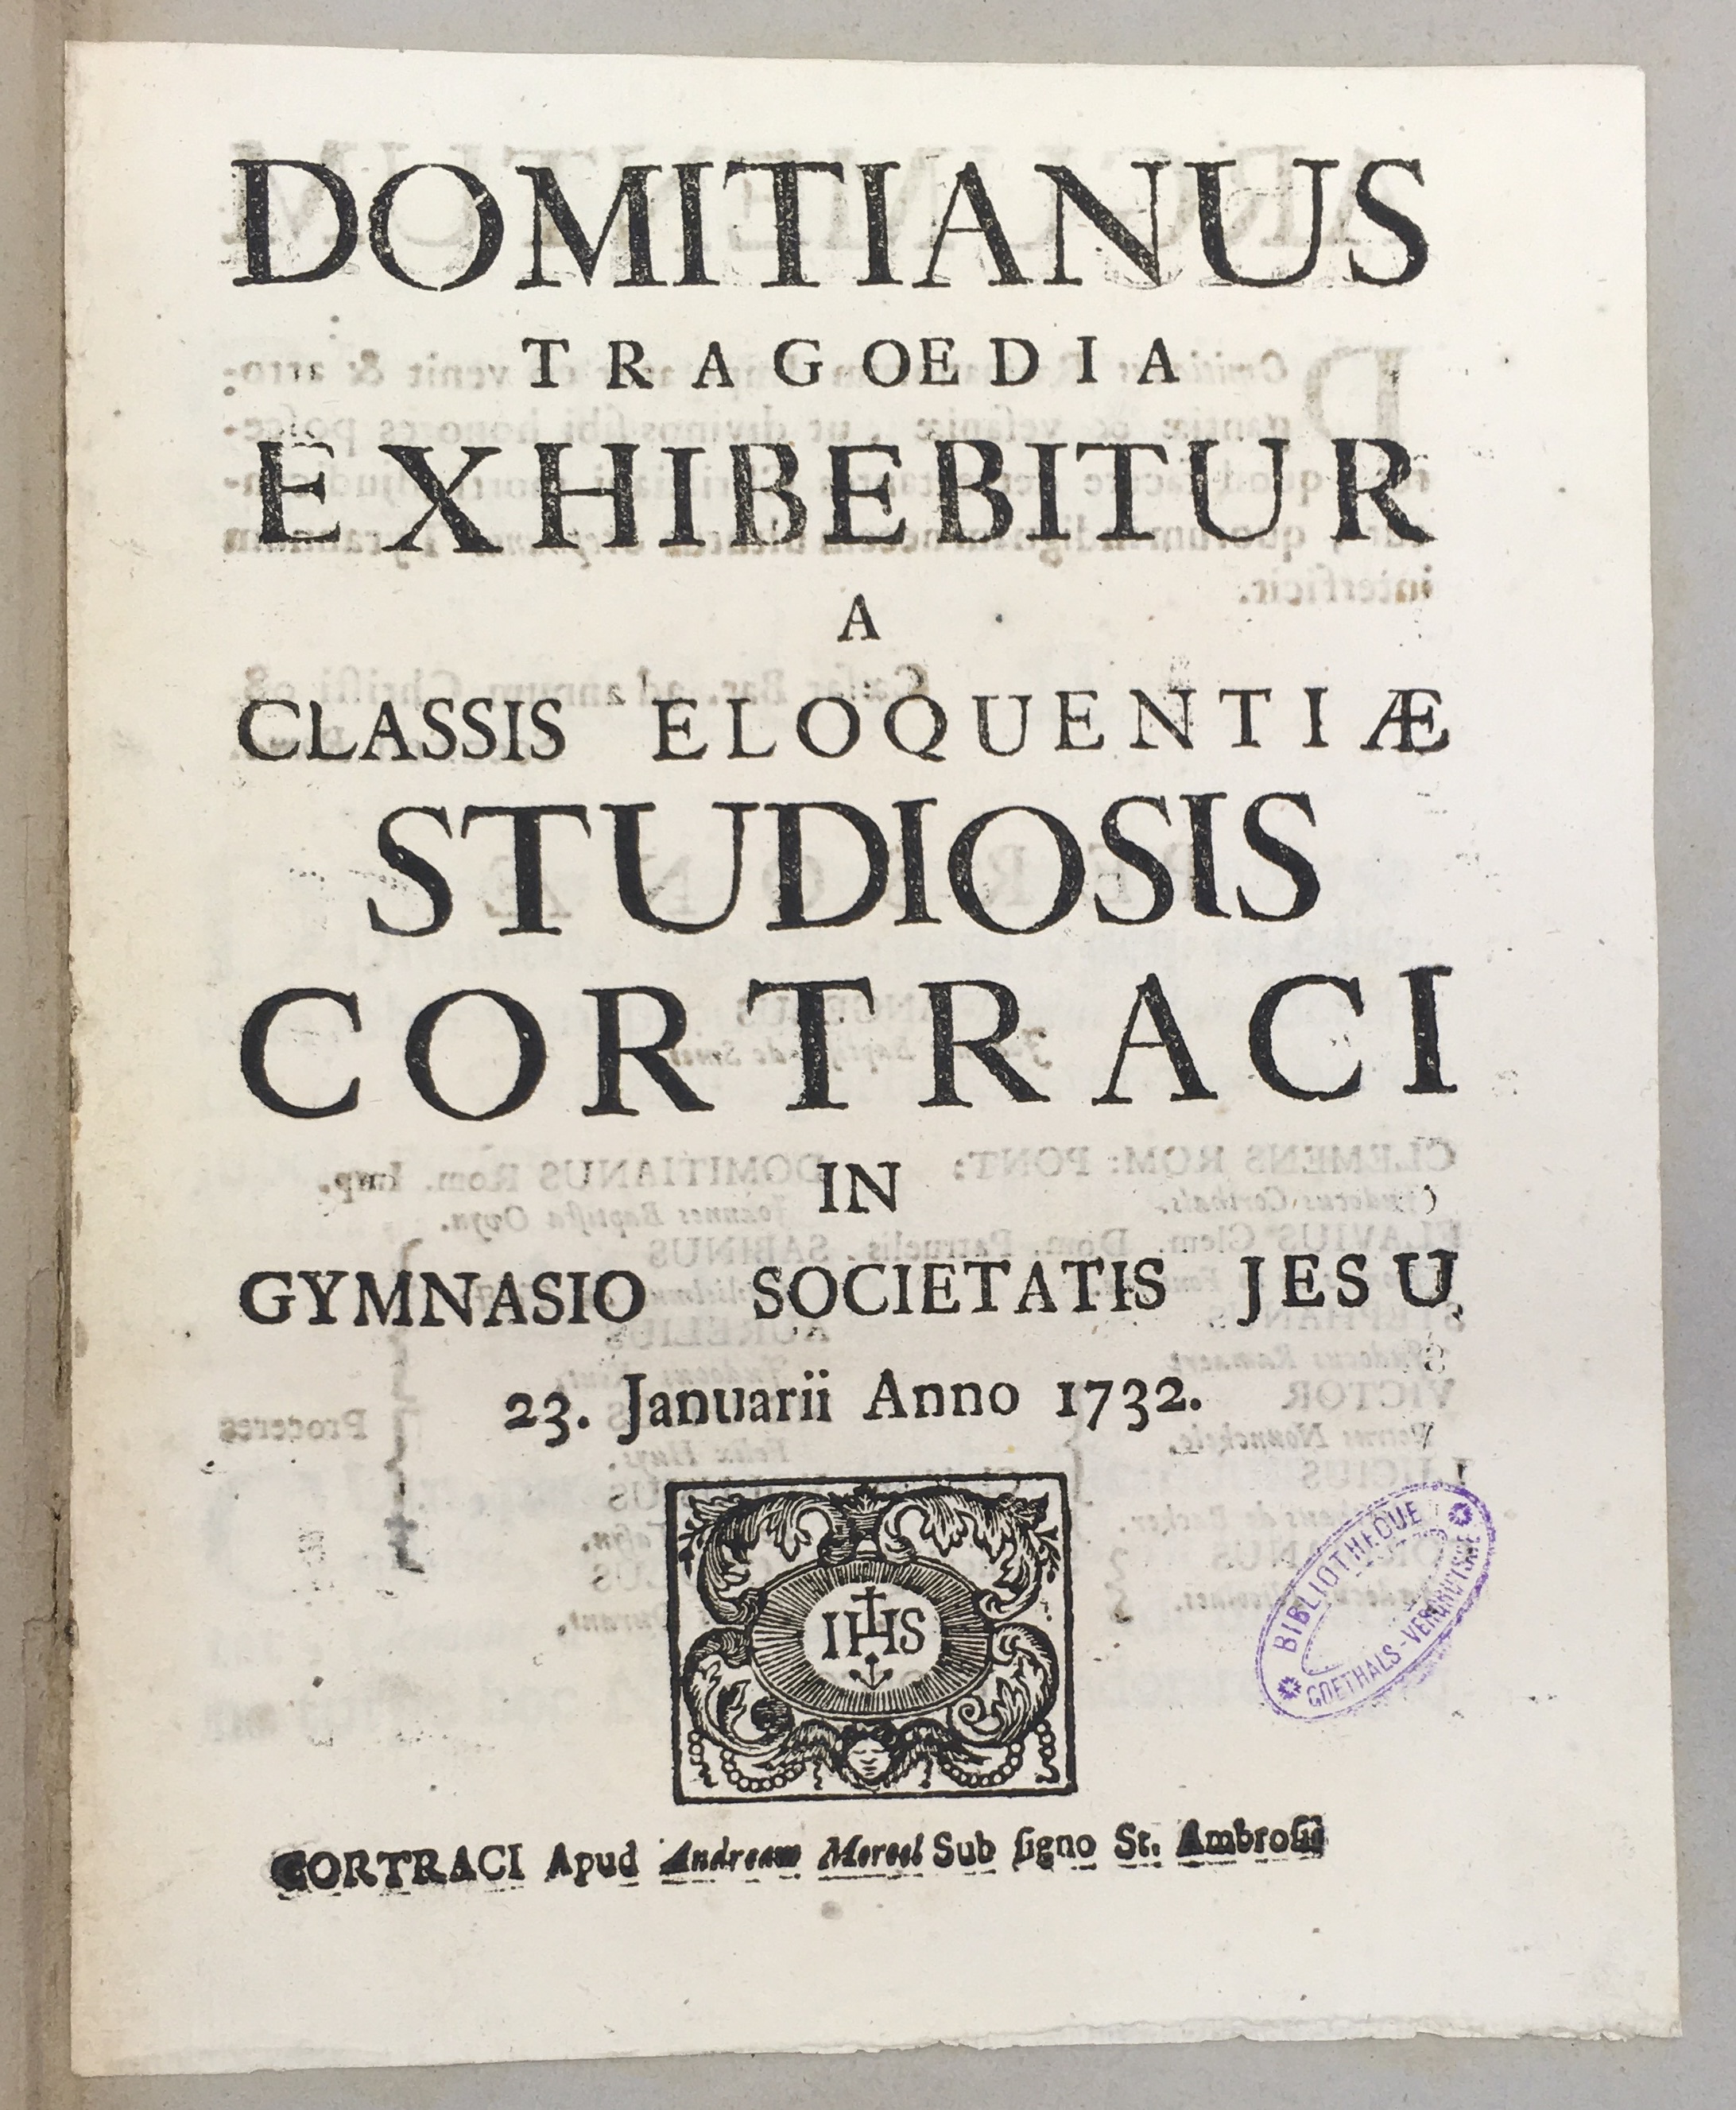 DOMITIANUS
TRAGOEDIA
EXHIBEBITUR
A
CLASSIS ELOQUENTIÆ
STUDIOSIS
CORTRACI
IN
GYMNASIO SOCIETATIS JESU
23. Januarii Anno 1732.
IHS
CORTRACI Apud Andream Moreel Sub signo St. Ambrosii
BIBLIOTHEQUE
GOETHALS-VERCRUYSSE